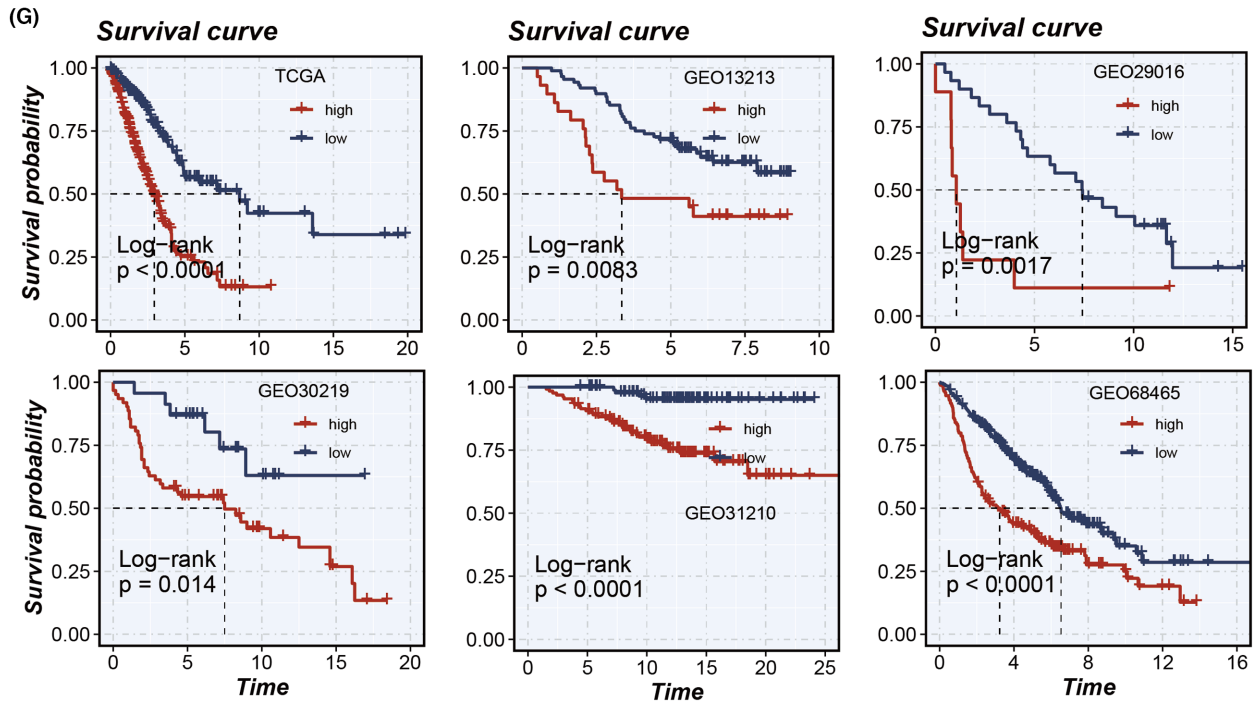 (G)
Survival curve
Survival probability
1.00
0.75
0.50
0.25
0.00
TCGA
high
low
Log−rank
p < 0.0001
0
5
10
15
20
Survival curve
1.00
0.75
0.50
0.25
0.00
GEO13213
high
low
Log−rank
p = 0.0083
0
2.5
5
7.5
10
Survival curve
1.00
0.75
0.50
0.25
0.00
GEO29016
high
low
Log−rank
p = 0.0017
0
5
10
15
Survival probability
1.00
0.75
0.50
0.25
0.00
GEO30219
high
low
Log−rank
p = 0.014
0
5
10
15
20
Time
1.00
0.75
0.50
0.25
0.00
high
low
GEO31210
Log−rank
p < 0.0001
0
5
10
15
20
25
Time
1.00
0.75
0.50
0.25
0.00
GEO68465
high
low
Log−rank
p < 0.0001
0
4
8
12
16
Time